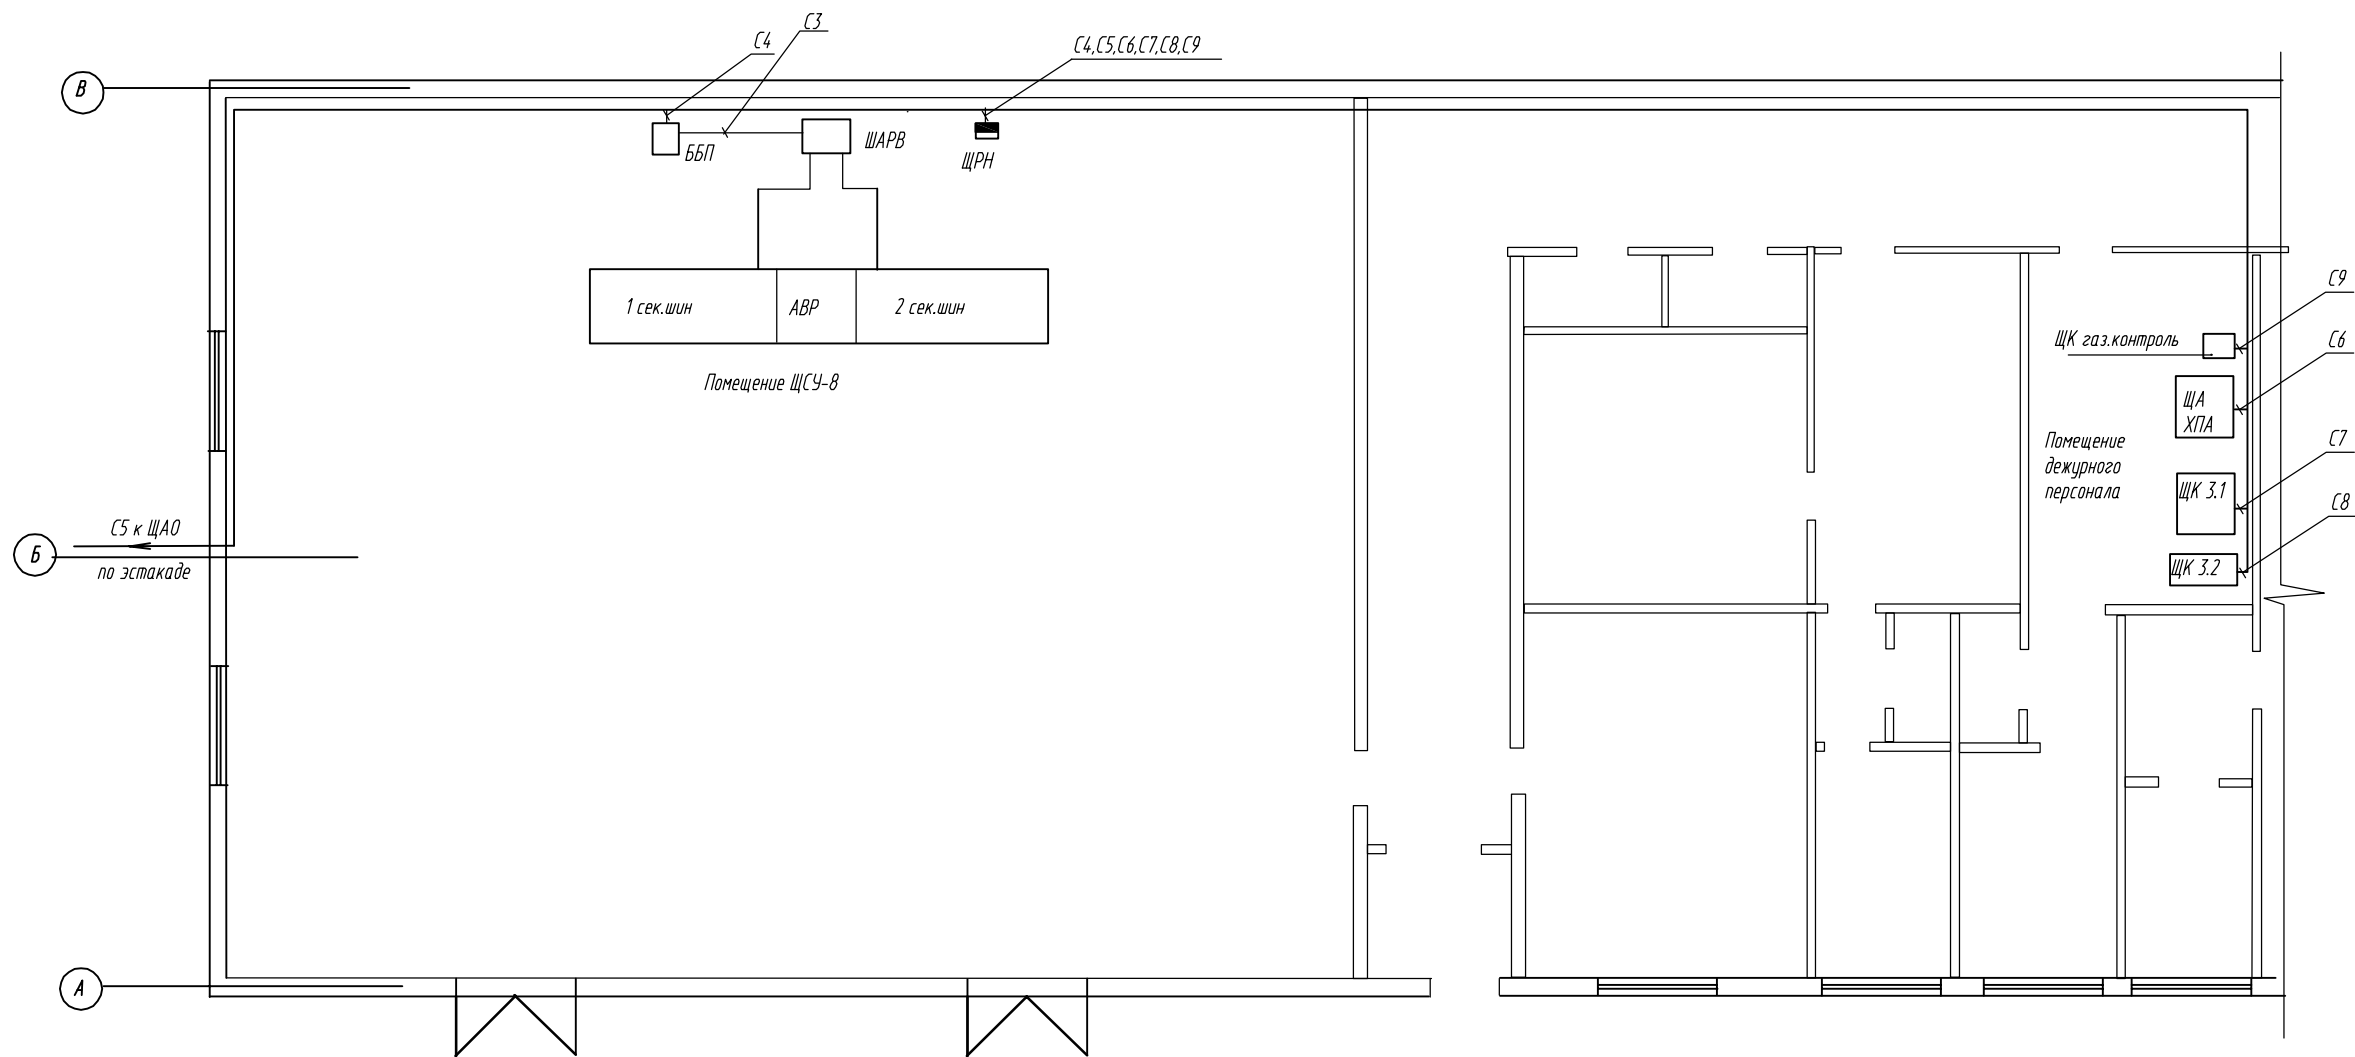 С3
С4
С4,С5,С6,С7,С8,С9
В
ББП
ШАРВ
ЩРН
1 сек.шин
АВР
2 сек.шин
Помещение ЩСУ-8
С9
ЩК газ.контроль
С6
ЩА
ХПА
Помещение
дежурного
персонала
С7
ЩК 3.1
С8
ЩК 3.2
С5 к ЩАО
Б
по эстакаде
А